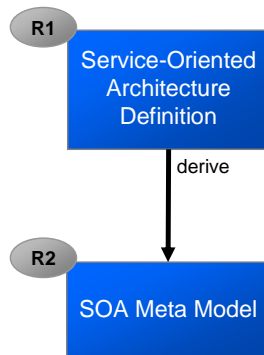 R1
Service-Oriented
Architecture
Definition
derive
R2
SOA Meta Model